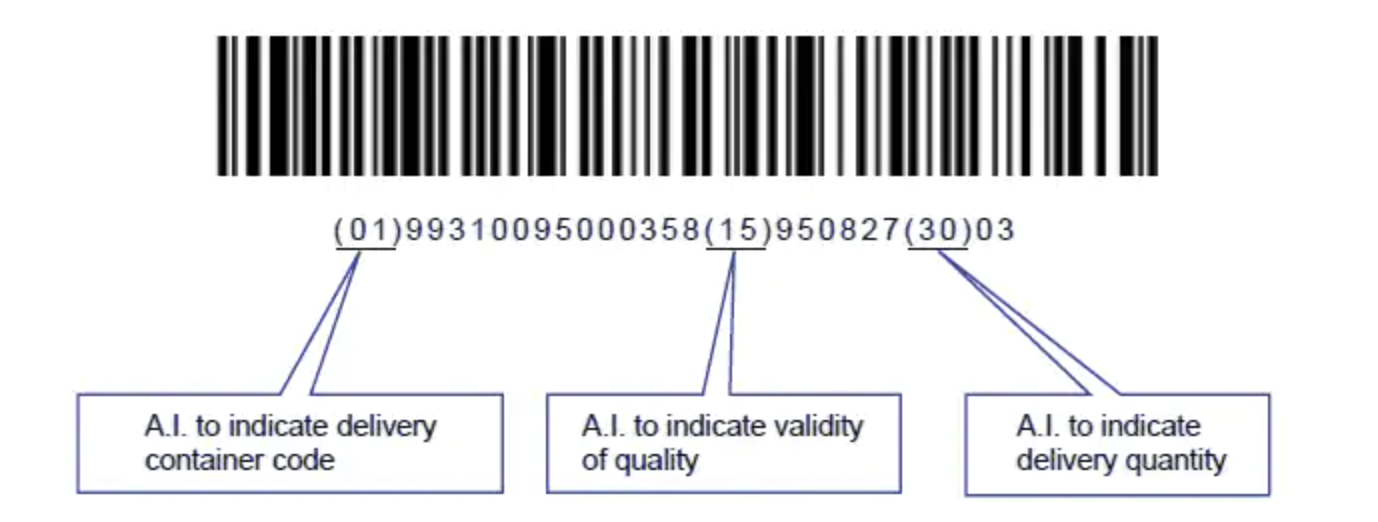 (01)99310095000358(15)950827(30)03
A.I. to indicate delivery
container code
A.I. to indicate validity
of quality
A.I. to indicate
delivery quantity